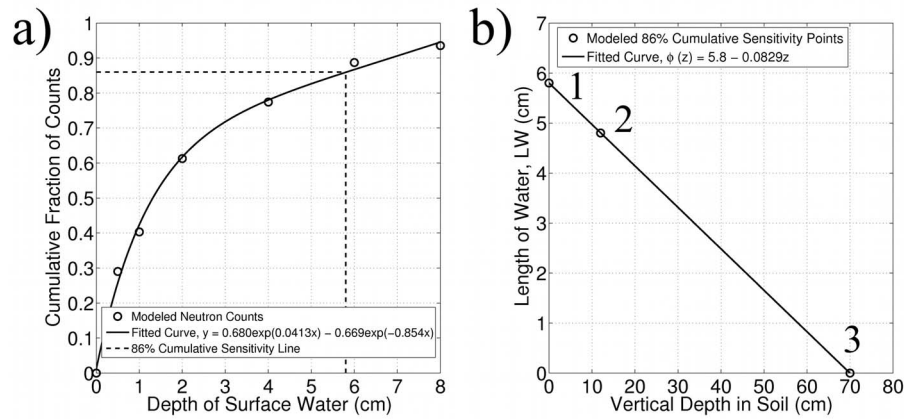 a)
1
0.9
0.8
0.7
0.6
0.5
0.4
0.3
0.2
0.1
0
Cumulative Fraction of Counts
Modeled Neutron Counts
Fitted Curve, y = 0.680exp(0.0413x) − 0.669exp(−0.854x)
86% Cumulative Sensitivity Line
0 1 2 3 4 5 6 7 8
Depth of Surface Water (cm)
b)
7
6
5
4
3
2
1
0
Length of Water, LW (cm)
Modeled 86% Cumulative Sensitivity Points
Fitted Curve, ϕ (z) = 5.8 − 0.0829z
1
2
3
0 10 20 30 40 50 60 70 80
Vertical Depth in Soil (cm)